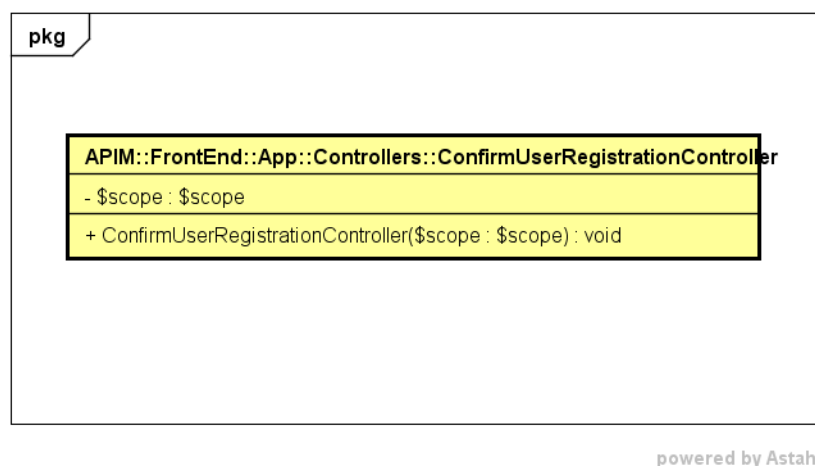 pkg
APIM::FrontEnd::App::Controllers::ConfirmUserRegistrationController
- $scope : $scope
+ ConfirmUserRegistrationController($scope : $scope) : void
powered by Astah